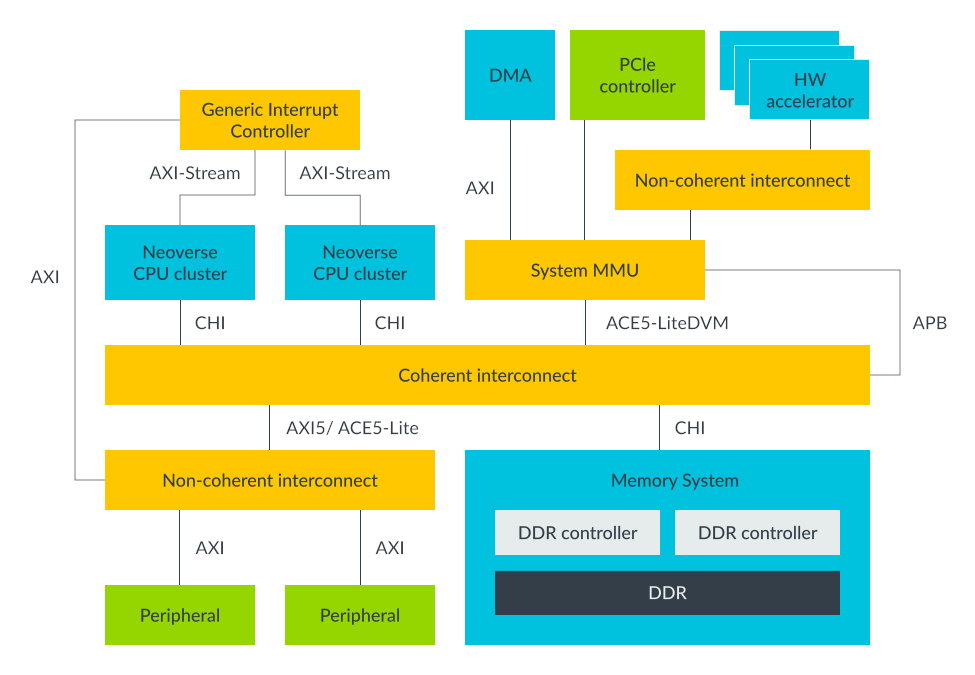 DMA
PCIe
controller
HW
accelerator
Generic Interrupt
Controller
AXI-Stream
AXI-Stream
AXI
Non-coherent interconnect
Neoverse
CPU cluster
Neoverse
CPU cluster
System MMU
AXI
CHI
CHI
ACE5-LiteDVM
APB
Coherent interconnect
AXI5/ ACE5-Lite
CHI
Non-coherent interconnect
Memory System
DDR controller
DDR controller
AXI
AXI
DDR
Peripheral
Peripheral